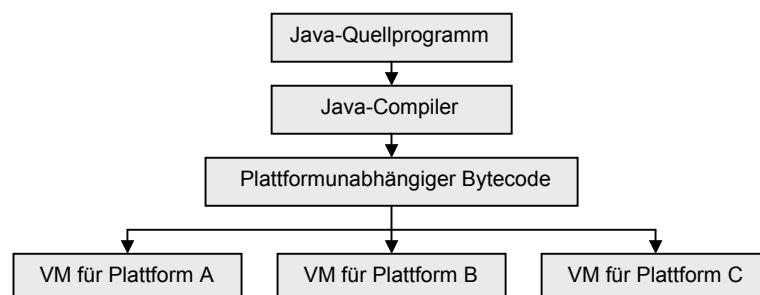 Java-Quellprogramm
Java-Compiler
Plattformunabhängiger Bytecode
VM für Plattform A
VM für Plattform B
VM für Plattform C